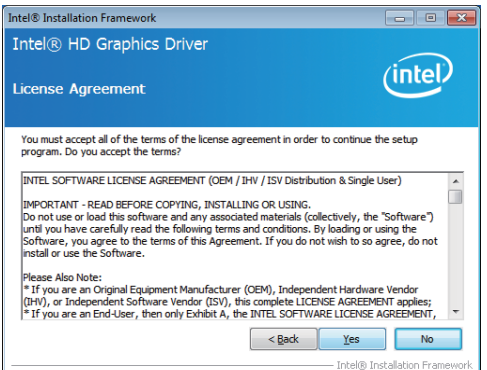 Intel® Installation Framework
Intel® HD Graphics Driver
intel
License Agreement
You must accept all of the terms of the license agreement in order to continue the setup
program. Do you accept the terms?
INTEL SOFTWARE LICENSE AGREEMENT (OEM / IHV / ISV Distribution & Single User)
IMPORTANT - READ BEFORE COPYING, INSTALLING OR USING.
Do not use or load this software and any associated materials (collectively, the "Software")
until you have carefully read the following terms and conditions. By loading or using the
Software, you agree to the terms of this Agreement. If you do not wish to so agree, do not
install or use the Software.
Please Also Note:
* If you are an Original Equipment Manufacturer (OEM), Independent Hardware Vendor
(IHV), or Independent Software Vendor (ISV), this complete LICENSE AGREEMENT applies;
* If you are an End-User, then only Exhibit A, the INTEL SOFTWARE LICENSE AGREEMENT,
< Back
Yes
No
Intel® Installation Framework